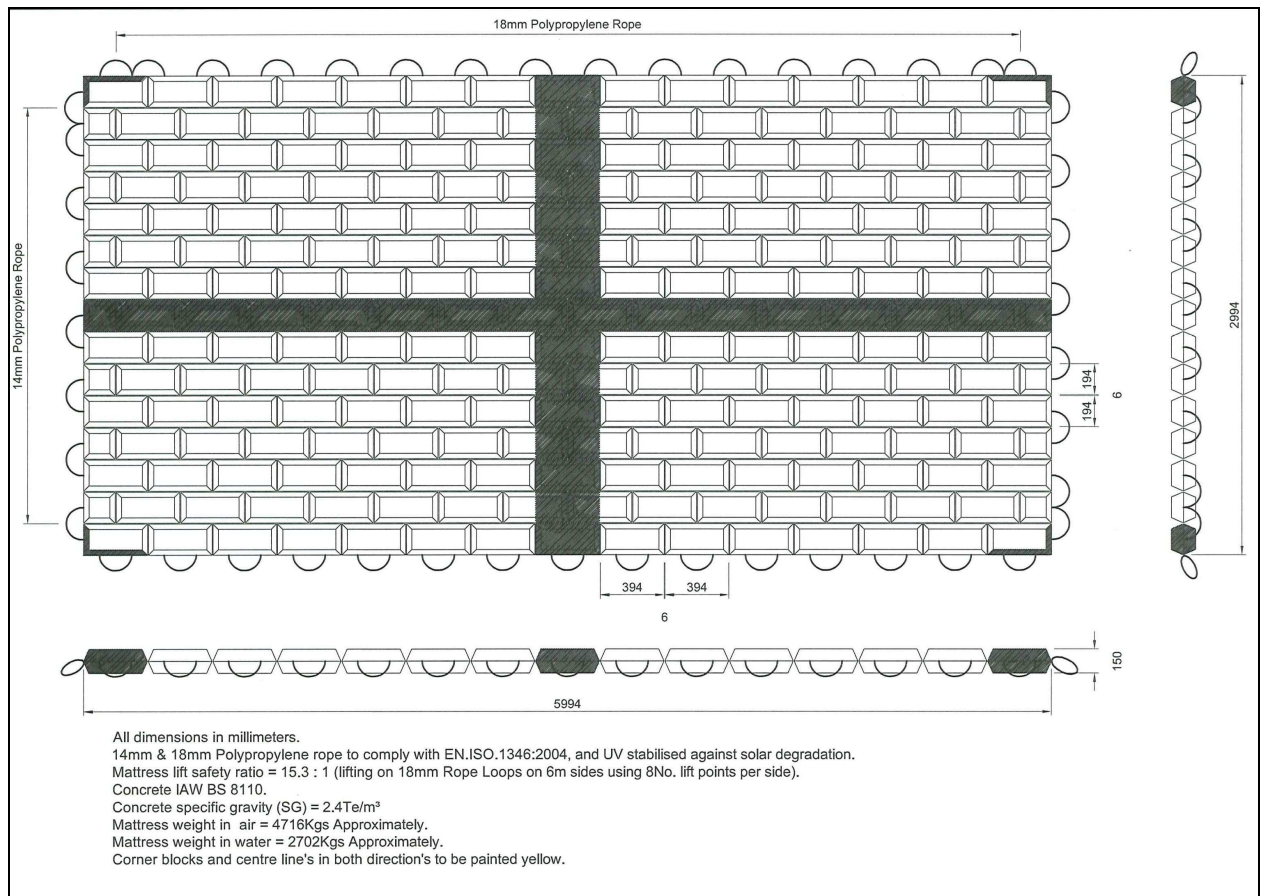 18mm Polypropylene Rope
14mm Polypropylene Rope
2994
194
6
194
394
394
6
150
5994
All dimensions in millimeters.
14mm & 18mm Polypropylene rope to comply with EN.ISO.1346:2004, and UV stabilised against solar degradation.
Mattress lift safety ratio = 15.3 : 1 (lifting on 18mm Rope Loops on 6m sides using 8No. lift points per side).
Concrete IAW BS 8110.
Concrete specific gravity (SG) = 2.4Te/m³
Mattress weight in air = 4716Kgs Approximately.
Mattress weight in water = 2702Kgs Approximately.
Corner blocks and centre line's in both direction's to be painted yellow.